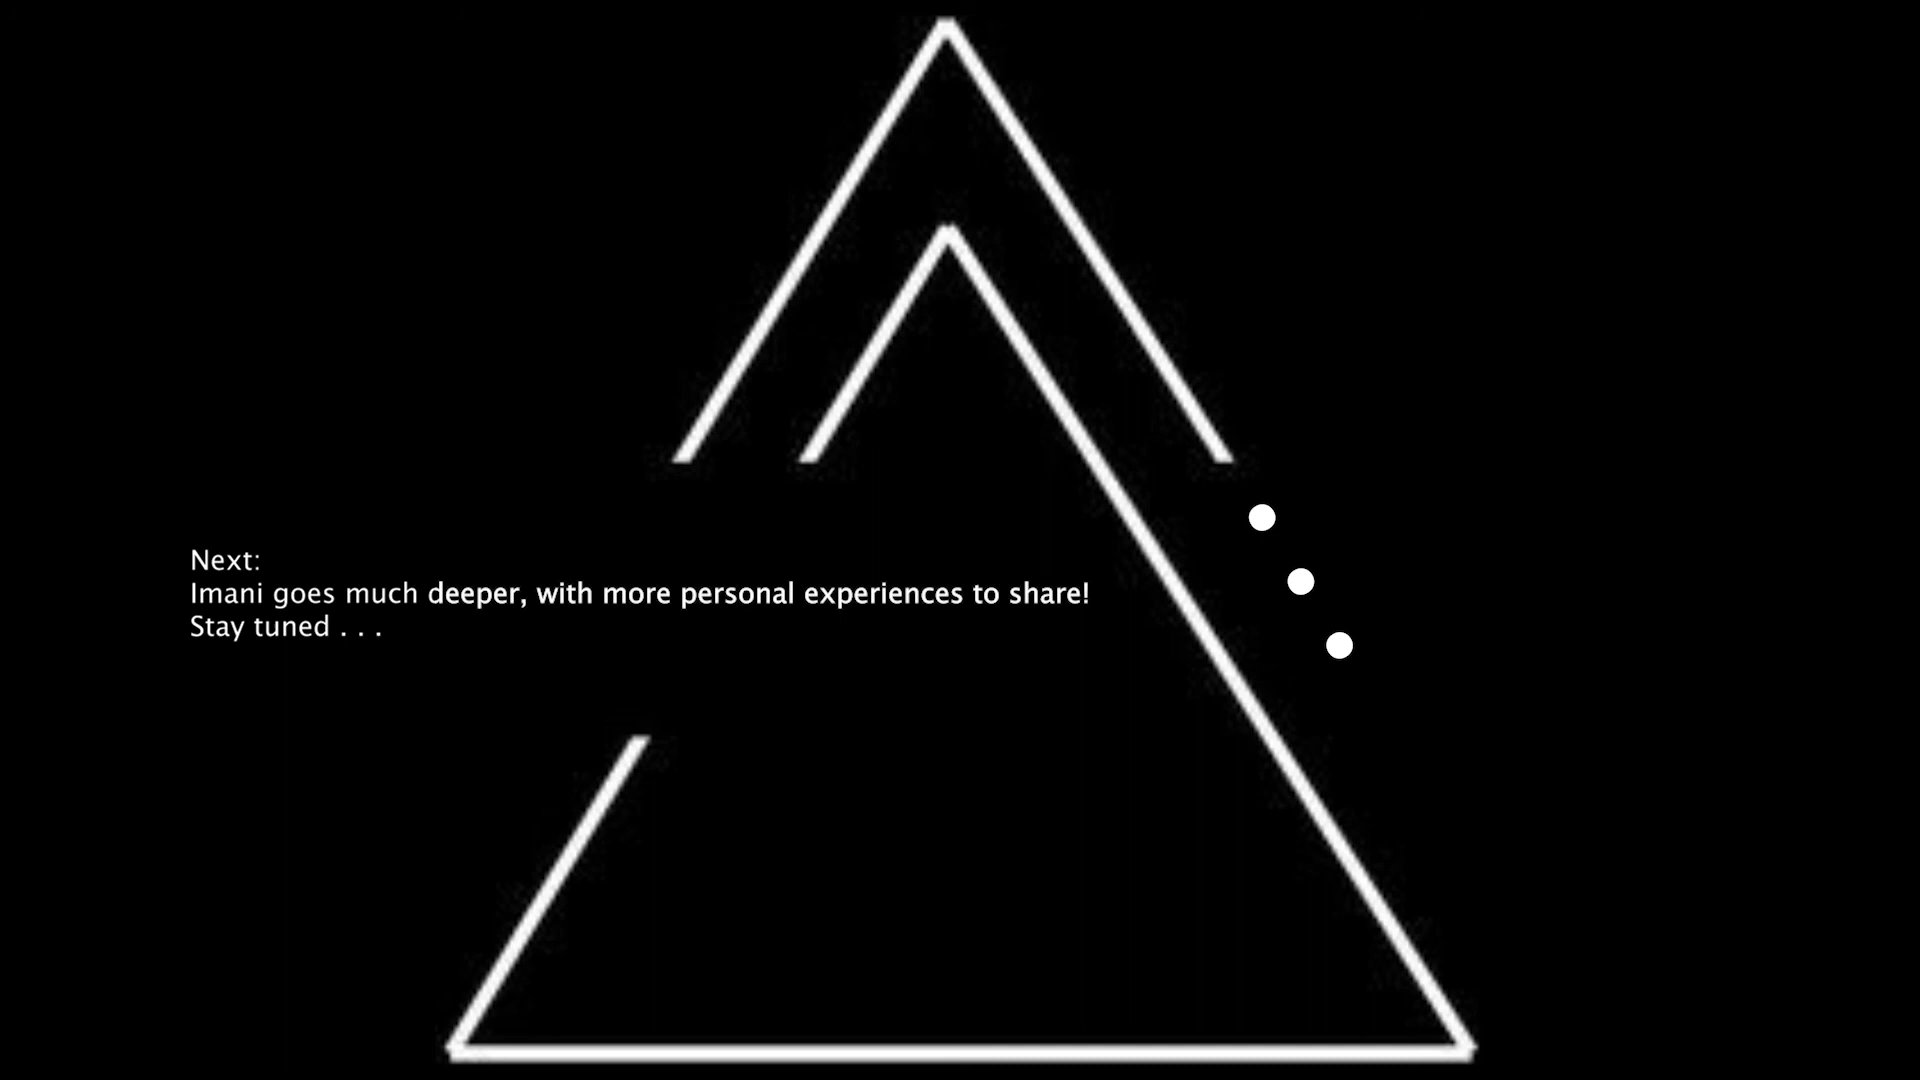 Next:
Imani goes much deeper, with more personal experiences to share!
Stay tuned . . .